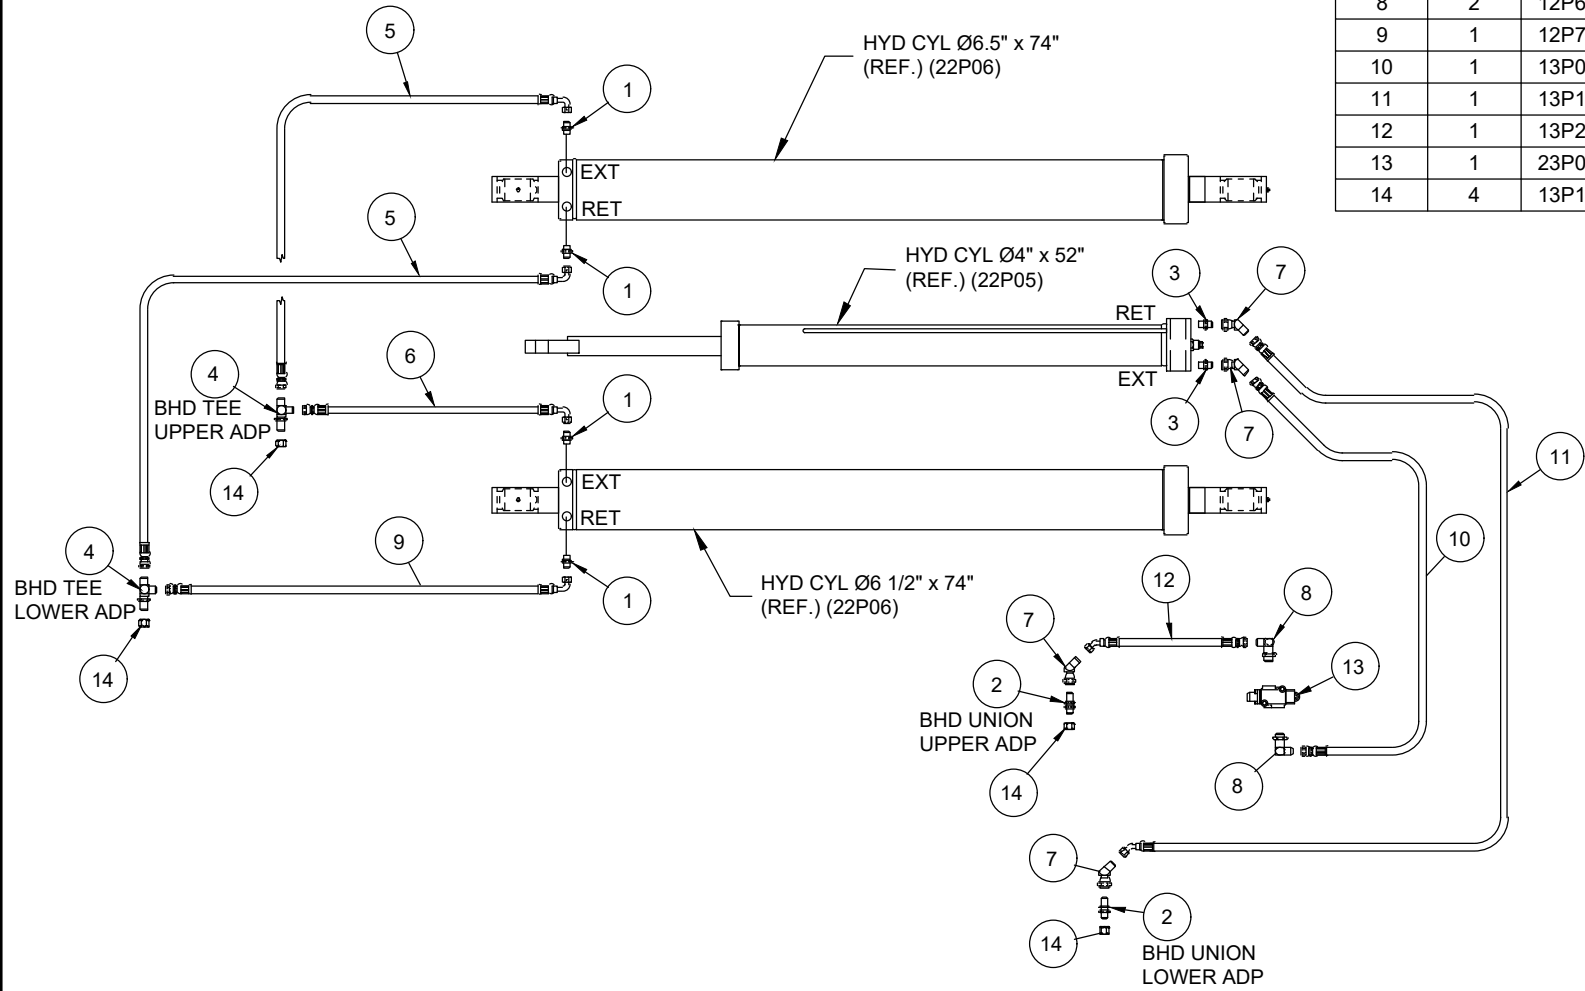 8 2 12P6
9 1 12P7
10 1 13P0
11 1 13P1
12 1 13P2
13 1 23P0
14 4 13P1
5
1
HYD CYL Ø6.5" x 74"
(REF.) (22P06)
EXT
RET
5
1
HYD CYL Ø4" x 52"
(REF.) (22P05)
3
7
RET
EXT
3
7
4
BHD TEE
UPPER ADP
6
1
14
11
EXT
RET
4
BHD TEE
LOWER ADP
9
1
14
HYD CYL Ø6 1/2" x 74"
(REF.) (22P06)
10
12
8
7
2
BHD UNION
UPPER ADP
13
14
8
7
2
14
BHD UNION
LOWER ADP